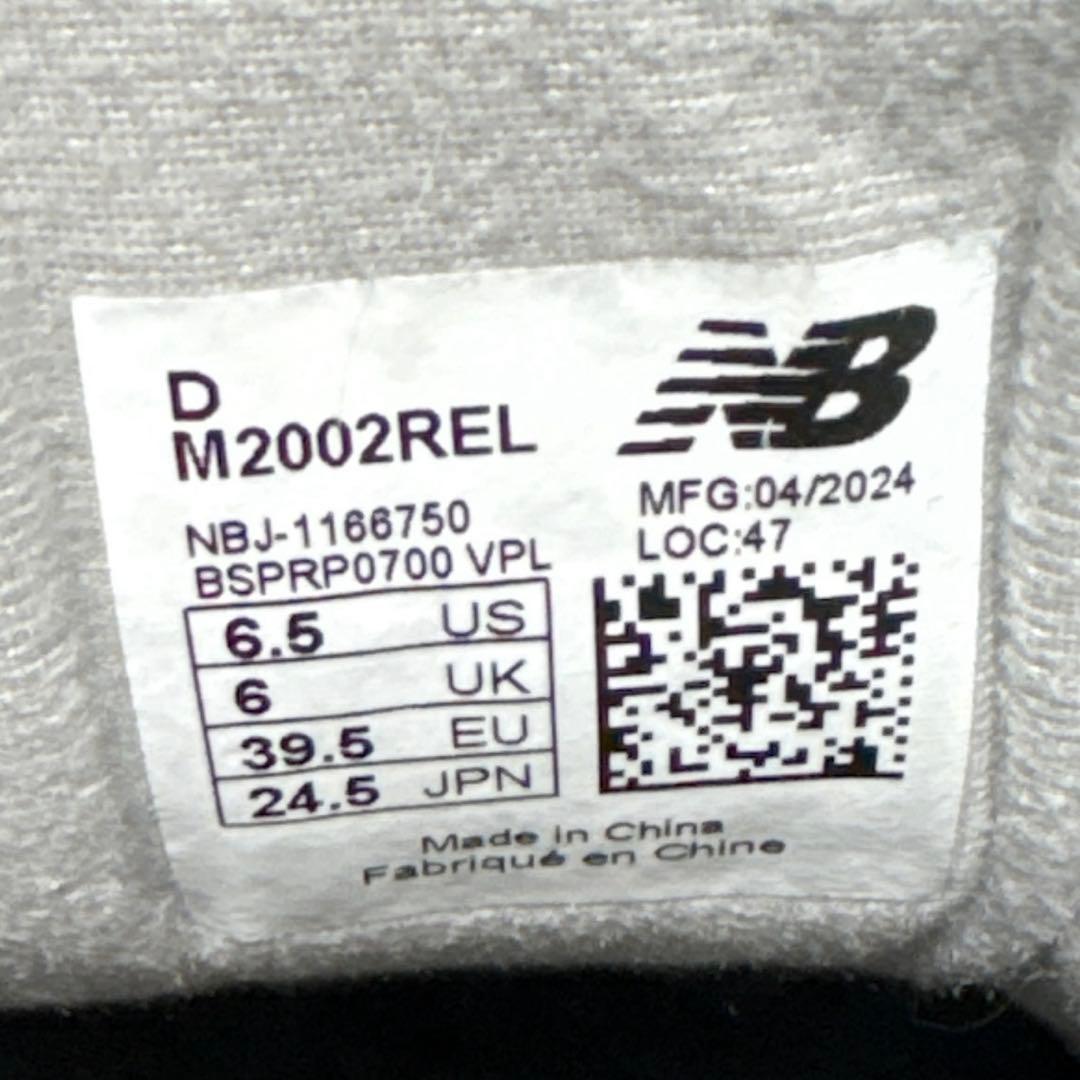 D
M2002REL
NB
MFG:04/2024
LOC:47
NBJ-1166750
BSPRP0700 VPL
6.5 US
6 UK
39.5 EU
24.5 JPN
Made in China
Fabriqué en Chine